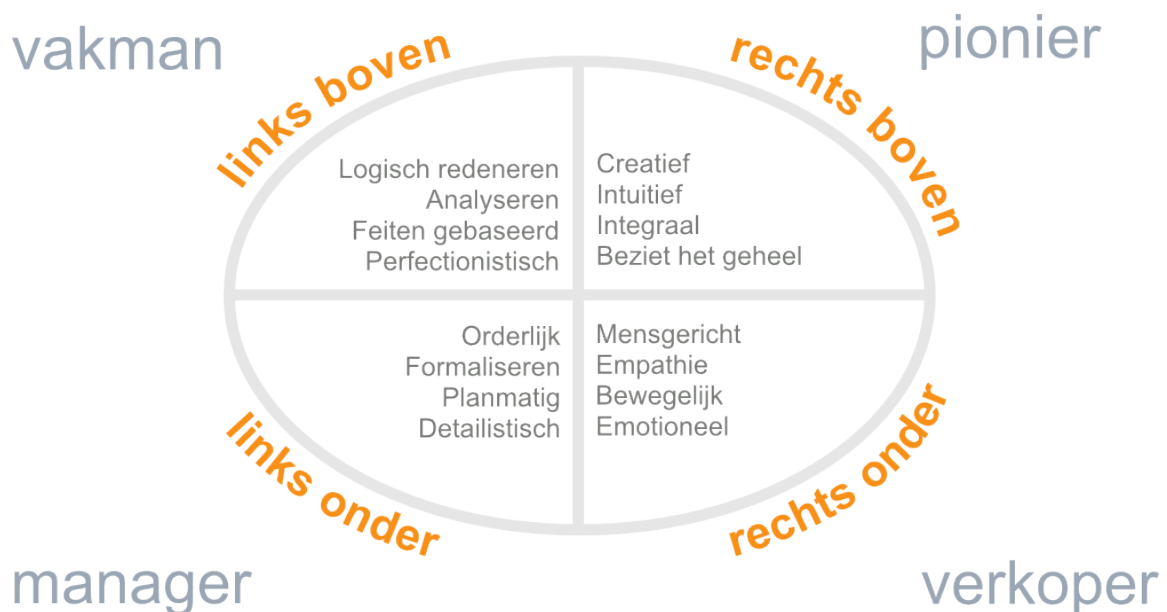 vakman
pionier
links boven
rechts boven
Logisch redeneren
Analyseren
Feiten gebaseerd
Perfectionistisch
Creatief
Intuitief
Integraal
Beziet het geheel
Orderlijk
Formaliseren
Planmatig
Detailistisch
Mensgericht
Empathie
Bewegelijk
Emotioneel
links onder
rechts onder
manager
verkoper